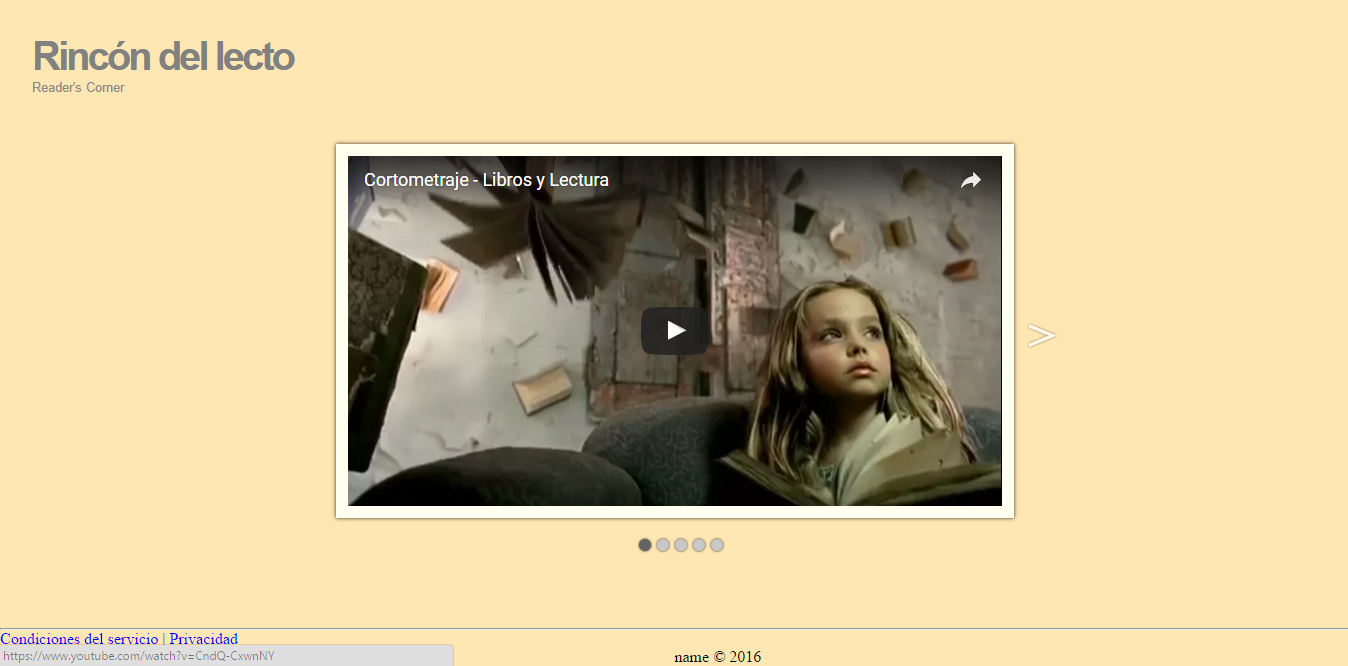 Rincón del lecto
Reader's Corner
Cortometraje - Libros y Lectura
>
Condiciones del servicio | Privacidad
https://www.youtube.com/watch?v=CndQ-CxwnNY
name © 2016